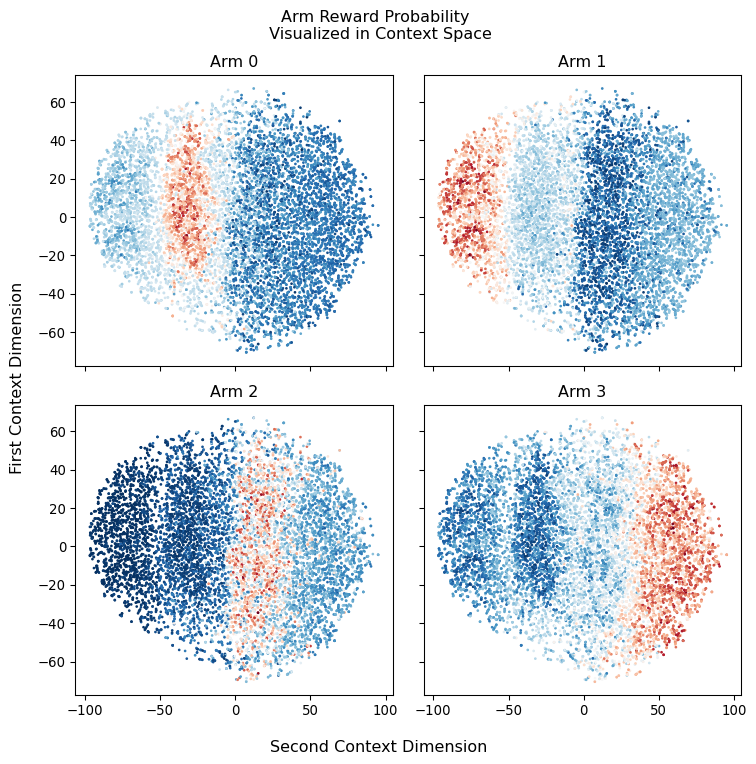 Arm Reward Probability
Visualized in Context Space
Arm 0
Arm 1
60
40
20
0
−20
−40
−60
First Context Dimension
Arm 2
Arm 3
60
40
20
0
−20
−40
−60
−100 −50 0 50 100
−100 −50 0 50 100
Second Context Dimension